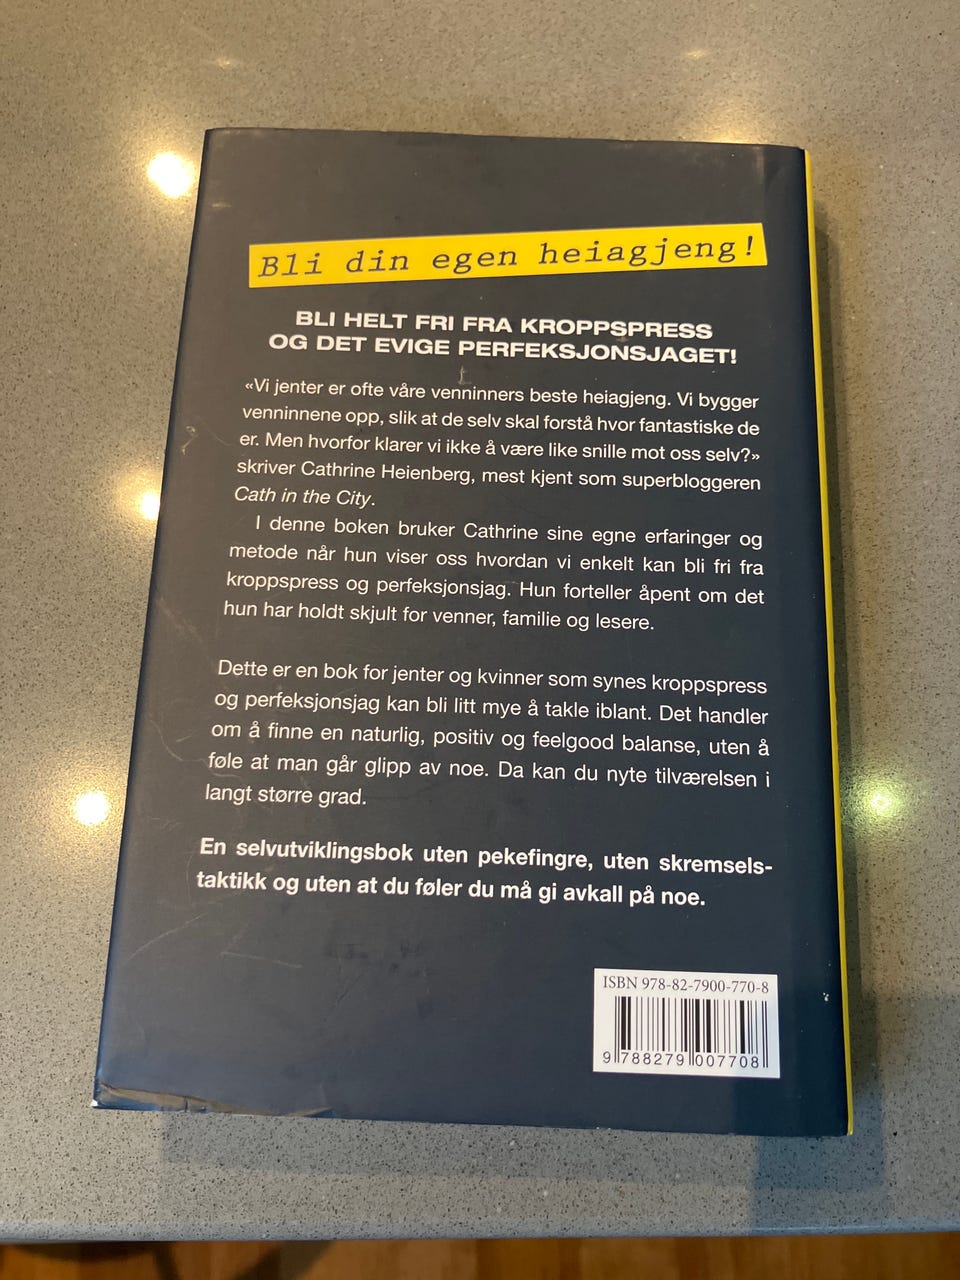 Bli din egen heiagjeng!
BLI HELT FRI FRA KROPPSPRESS
OG DET EVIGE PERFEKSJONSJAGET!
«Vi jenter er ofte våre venninners beste heiagjeng. Vi bygger
venninnene opp, slik at de selv skal forstå hvor fantastiske de
er. Men hvorfor klarer vi ikke å være like snille mot oss selv?»
skriver Cathrine Heienberg, mest kjent som superbloggeren
Cath in the City.
I denne boken bruker Cathrine sine egne erfaringer og
metode når hun viser oss hvordan vi enkelt kan bli fri fra
kroppspress og perfeksjonsjag. Hun forteller åpent om det
hun har holdt skjult for venner, familie og lesere.
Dette er en bok for jenter og kvinner som synes kroppspress
og perfeksjonsjag kan bli litt mye å takle iblant. Det handler
om å finne en naturlig, positiv og feelgood balanse, uten å
føle at man går glipp av noe. Da kan du nyte tilværelsen i
langt større grad.
En selvutviklingsbok uten pekefingre, uten skremsels-
taktikk og uten at du føler du må gi avkall på noe.
ISBN 978-82-7900-770-8
9 788279 007708